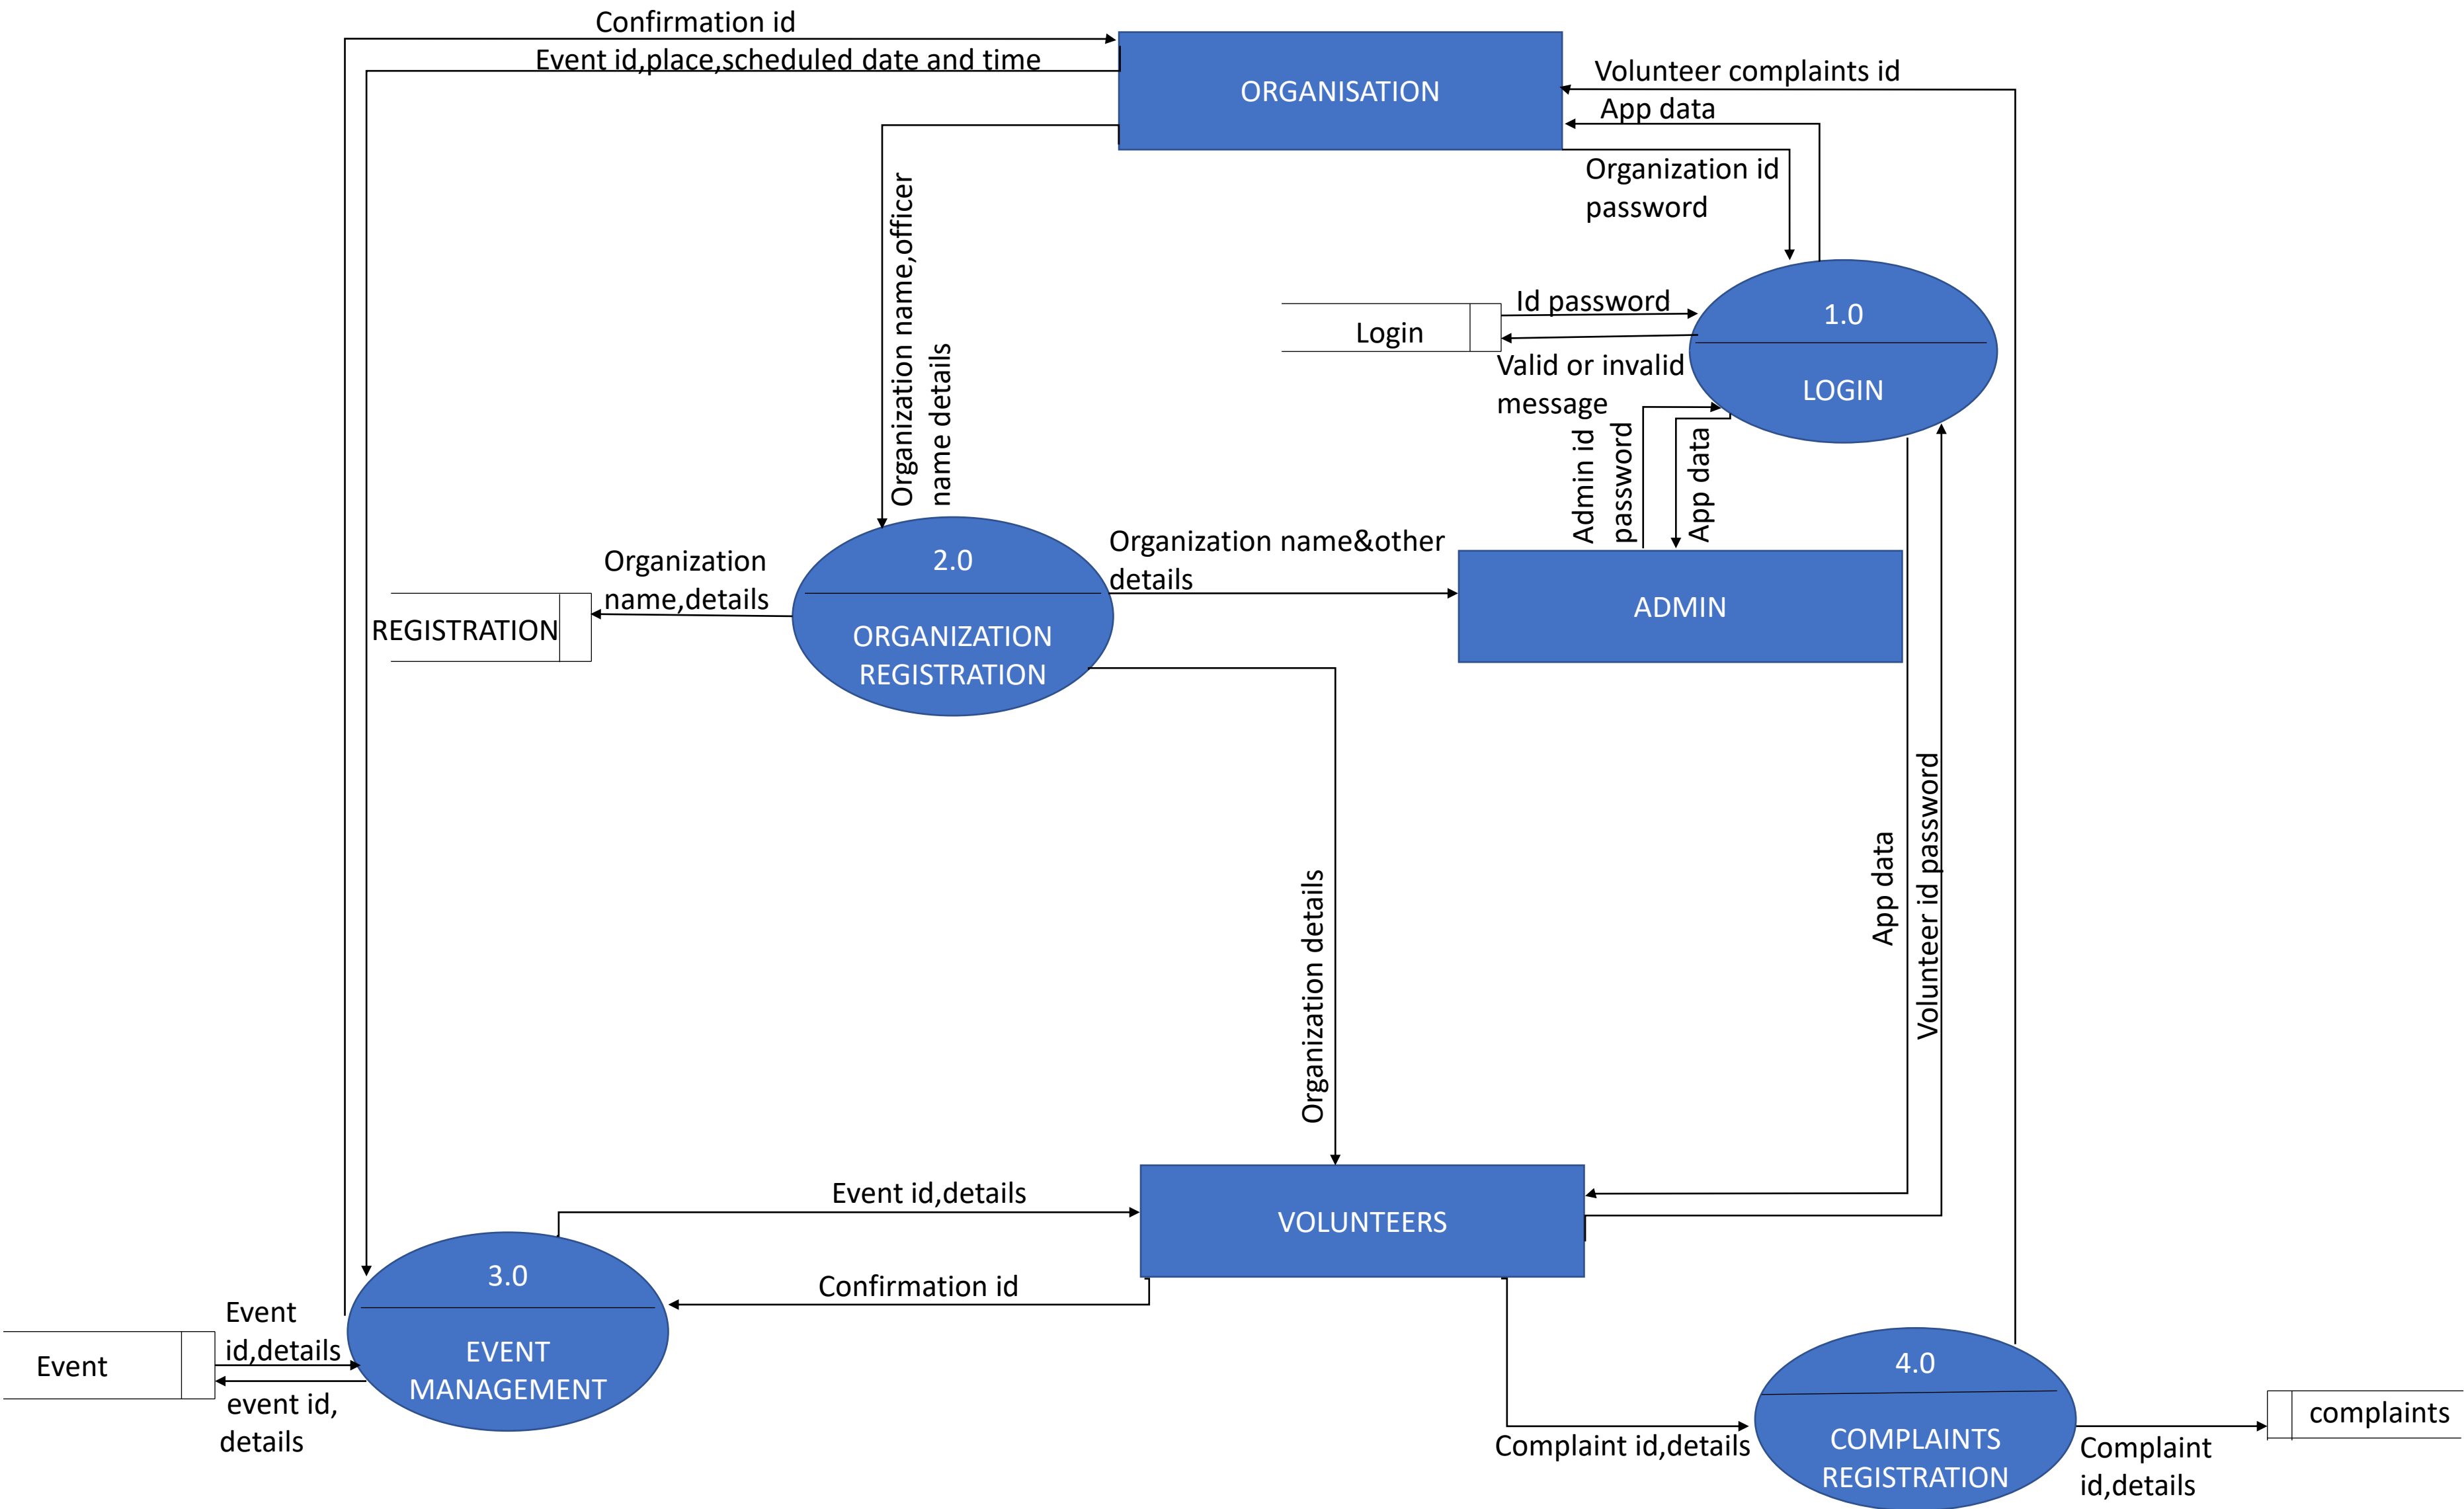 Confirmation id
Event id,place,scheduled date and time
ORGANISATION
Volunteer complaints id
App data
Organization id
password
Organization name,officer
name details
Id password
Login
Valid or invalid
message
1.0
LOGIN
Admin id
password
App data
2.0
ORGANIZATION
REGISTRATION
Organization
name,details
REGISTRATION
Organization name&other
details
ADMIN
Organization details
App data
Volunteer id password
Event id,details
VOLUNTEERS
Confirmation id
3.0
EVENT
MANAGEMENT
Event
id,details
Event
event id,
details
Complaint id,details
4.0
COMPLAINTS
REGISTRATION
complaints
Complaint
id,details